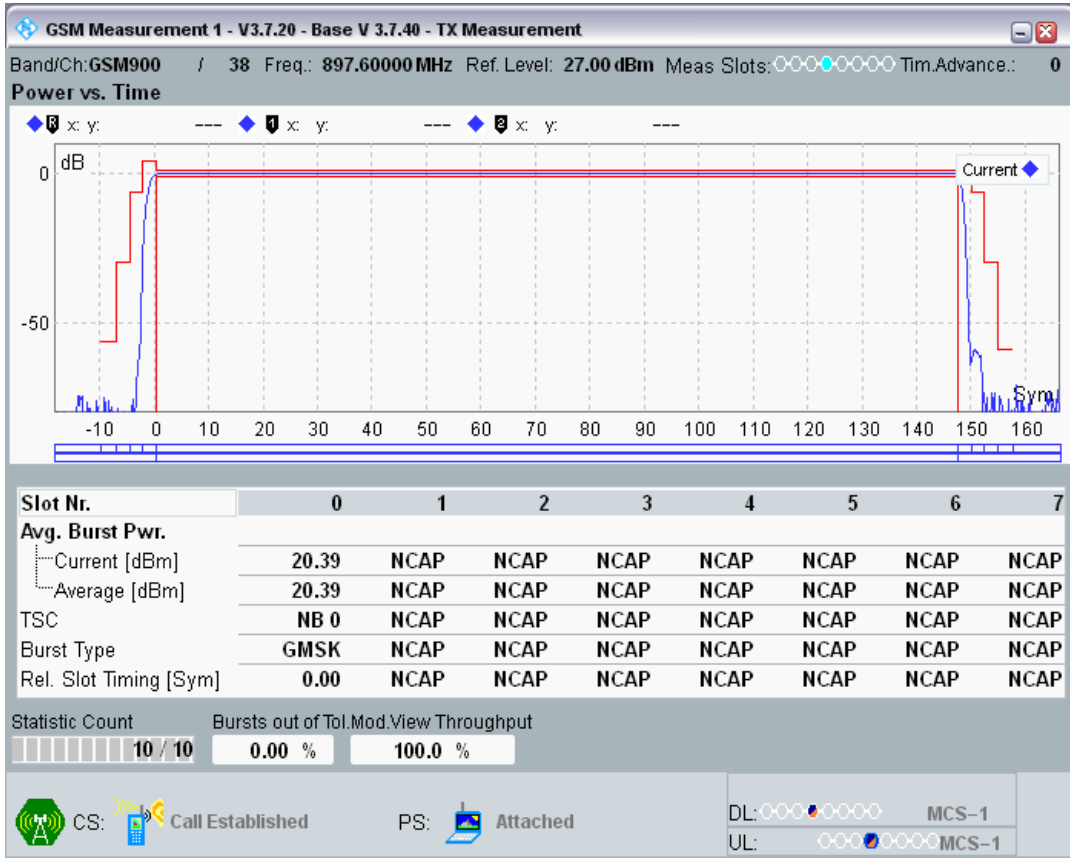 GSM Measurement 1 - V3.7.20 - Base V 3.7.40 - TX Measurement
Band/Ch:GSM900 / 38 Freq.: 897.60000 MHz Ref. Level: 27.00 dBm Meas Slots: Tim.Advance.: 0
Power vs. Time
R x: y: --- 1 x: y: --- 2 x: y: ---
dB
Current
0
-50
Sym
-10 0 10 20 30 40 50 60 70 80 90 100 110 120 130 140 150 160
Slot Nr. 0 1 2 3 4 5 6 7
Avg. Burst Pwr.
Current [dBm] 20.39 NCAP NCAP NCAP NCAP NCAP NCAP NCAP
Average [dBm] 20.39 NCAP NCAP NCAP NCAP NCAP NCAP NCAP
TSC NB 0 NCAP NCAP NCAP NCAP NCAP NCAP NCAP
Burst Type GMSK NCAP NCAP NCAP NCAP NCAP NCAP NCAP
Rel. Slot Timing [Sym] 0.00 NCAP NCAP NCAP NCAP NCAP NCAP NCAP
Statistic Count Bursts out of Tol.Mod.View Throughput
10 / 10 0.00 % 100.0 %
CS: Call Established PS: Attached
DL: MCS-1
UL: MCS-1